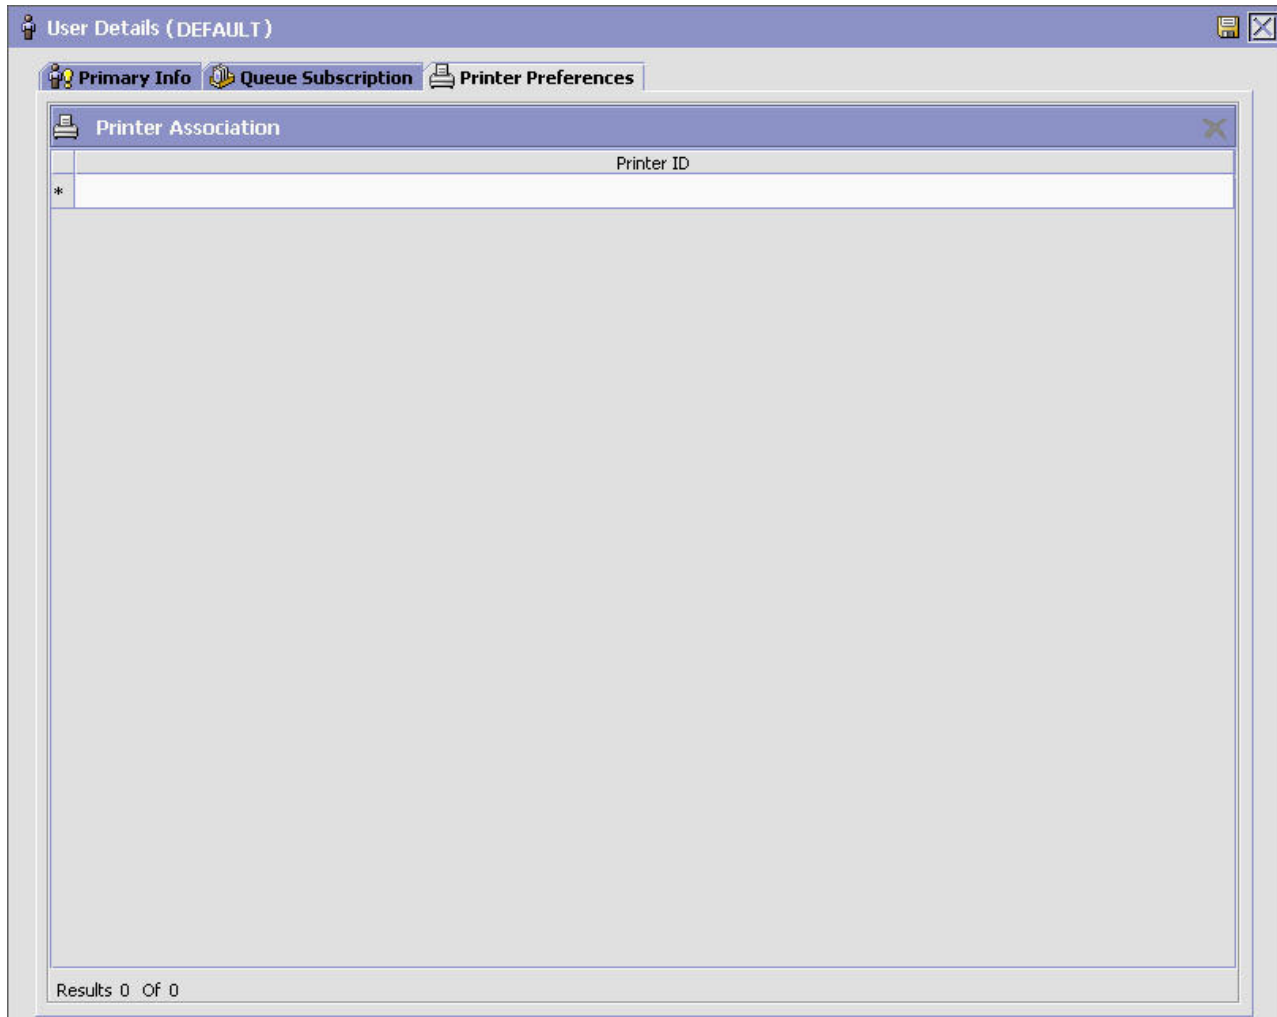 User Details (DEFAULT)
Primary Info Queue Subscription Printer Preferences
Printer Association
Printer ID
*
Results 0 Of 0